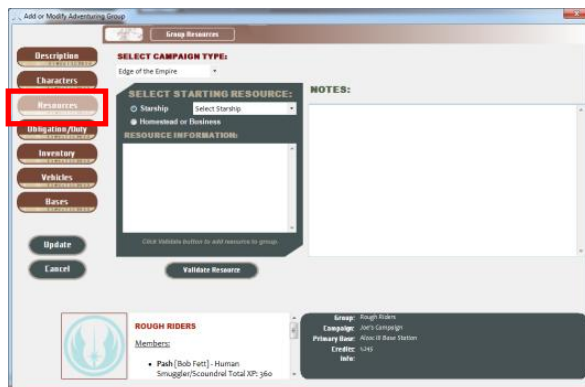 Add or Modify Adventuring Group
Group Resources
Description
Characters
Resources
Obligation/Duty
Inventory
Vehicles
Bases
Update
Cancel
SELECT CAMPAIGN TYPE:
Edge of the Empire
SELECT STARTING RESOURCE:
Starship
Select Starship
Homestead or Business
RESOURCE INFORMATION:
Click Validate button to add resource to group.
Validate Resource
NOTES:
ROUGH RIDERS
Members:
• Pash [Bob Fett] - Human
Smuggler/Scoundrel Total XP: 360
Group: Rough Riders
Campaign: Joe's Campaign
Primary Base: Alzoc III Base Station
Credits: 1,245
Info: